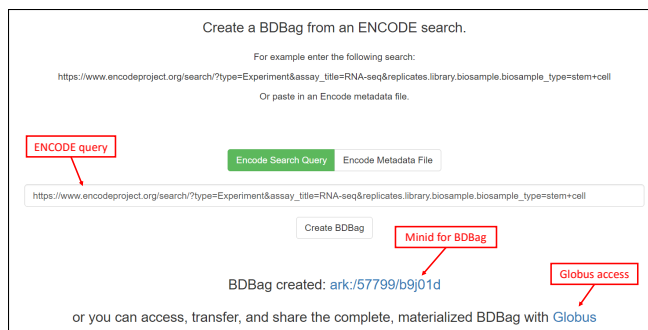 Create a BDBag from an ENCODE search.
For example enter the following search:
https://www.encodeproject.org/search/?type=Experiment&assay_title=RNA-seq&replicates.library.biosample.biosample_type=stem+cell
Or paste in an Encode metadata file.
ENCODE query
Encode Search Query Encode Metadata File
https://www.encodeproject.org/search/?type=Experiment&assay_title=RNA-seq&replicates.library.biosample.biosample_type=stem+cell
Create BDBag
Minid for BDBag
Globus access
BDBag created: ark:/57799/b9j01d
or you can access, transfer, and share the complete, materialized BDBag with Globus